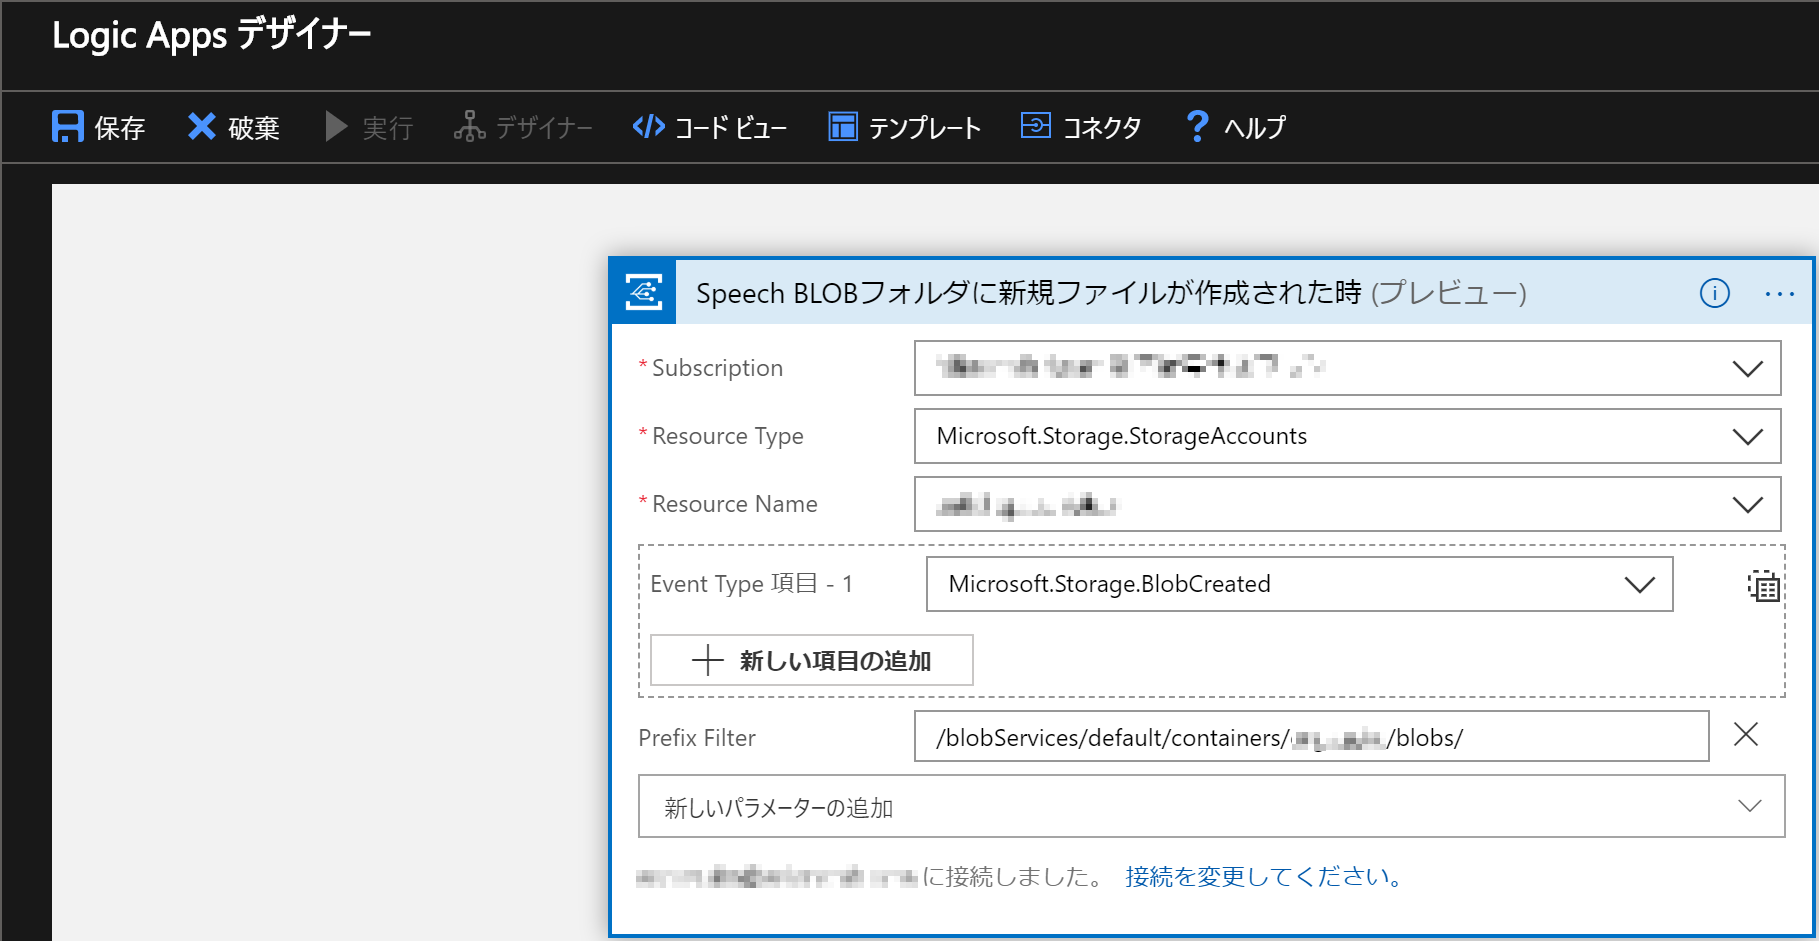 Logic Apps デザイナー
保存 破棄 実行 デザイナー コード ビュー テンプレート コネクタ ヘルプ
Speech BLOBフォルダに新規ファイルが作成された時 (プレビュー)
* Subscription
* Resource Type Microsoft.Storage.StorageAccounts
* Resource Name
Event Type 項目 - 1 Microsoft.Storage.BlobCreated
新しい項目の追加
Prefix Filter /blobServices/default/containers/ /blobs/
新しいパラメーターの追加
に接続しました。 接続を変更してください。